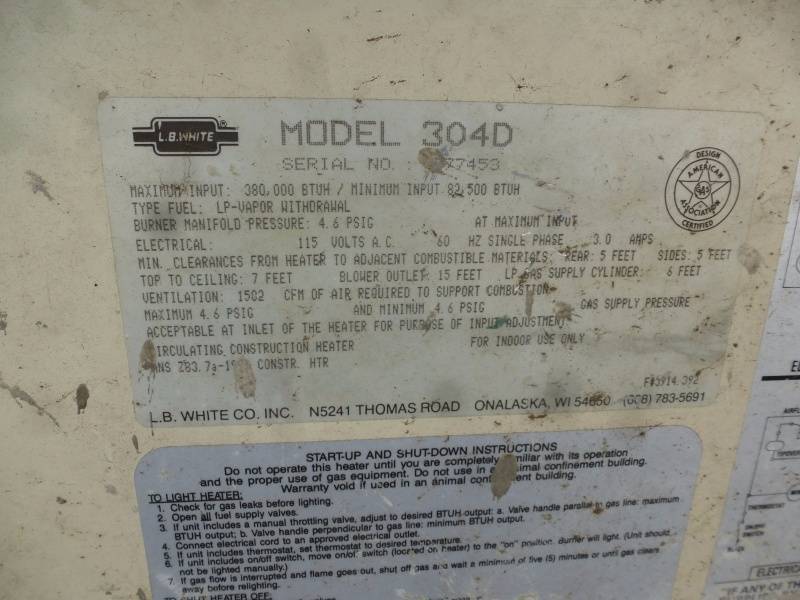 L.B.WHITE ®
MODEL 304D
SERIAL NO. 77453
DESIGN
AMERICAN
ASSOCIATION
CERTIFIED
MAXIMUM INPUT: 380,000 BTUH / MINIMUM INPUT 82,500 BTUH
TYPE FUEL: LP-VAPOR WITHDRAWAL
BURNER MANIFOLD PRESSURE: 4.6 PSIG AT MAXIMUM INPUT
ELECTRICAL: 115 VOLTS A.C. 60 HZ SINGLE PHASE 3.0 AMPS
MIN. CLEARANCES FROM HEATER TO ADJACENT COMBUSTIBLE MATERIALS: REAR: 5 FEET SIDES: 5 FEET
TOP TO CEILING: 7 FEET BLOWER OUTLET: 15 FEET LP GAS SUPPLY CYLINDER: 6 FEET
VENTILATION: 1502 CFM OF AIR REQUIRED TO SUPPORT COMBUSTION
MAXIMUM 4.6 PSIG AND MINIMUM 4.6 PSIG GAS SUPPLY PRESSURE
ACCEPTABLE AT INLET OF THE HEATER FOR PURPOSE OF INPUT ADJUSTMENT
CIRCULATING CONSTRUCTION HEATER FOR INDOOR USE ONLY
CONSTR. HTR
L.B. WHITE CO. INC. N5241 THOMAS ROAD ONALASKA, WI 54650 (608) 783-5691
START-UP AND SHUT-DOWN INSTRUCTIONS
Do not operate this heater until you are completely familiar with its operation
and the proper use of gas equipment. Do not use in animal confinement building.
Warranty void if used in an animal confinement building.
TO LIGHT HEATER:
1. Check for gas leaks before lighting.
2. Open all fuel supply valves.
3. If unit includes a manual throttling valve, adjust to desired BTUH output: a. Valve handle parallel to gas line: maximum
BTUH output; b. Valve handle perpendicular to gas line: minimum BTUH output.
4. Connect electrical cord to an approved electrical outlet.
5. If unit includes thermostat, set thermostat to desired temperature.
6. If unit includes on/off switch, move on/off switch (located on heater) to the "on" position. Burner will light. (Unit should
not be lighted manually.)
7. If gas flow is interrupted and flame goes out, shut off gas and wait a minimum of five (5) minutes or until gas clears
away before relighting.
TO SHUT HEATER OFF:
THERMOSTAT
BLACK
ELECTRICAL
IF ANY OF TH